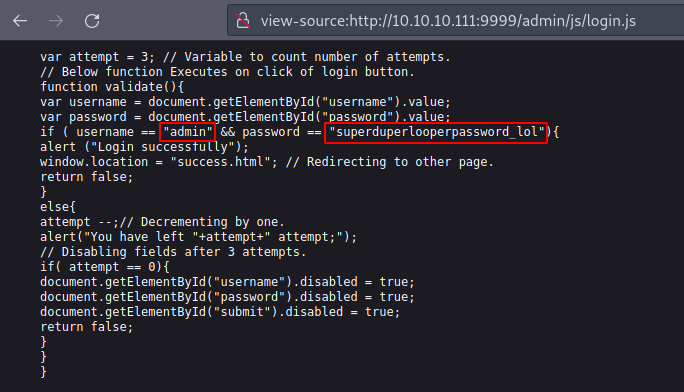 view-source:http://10.10.10.111:9999/admin/js/login.js
var attempt = 3; // Variable to count number of attempts.
// Below function Executes on click of login button.
function validate(){
var username = document.getElementById("username").value;
var password = document.getElementById("password").value;
if ( username == "admin" && password == "superduperlooperpassword_lol"){
alert ("Login successfully");
window.location = "success.html"; // Redirecting to other page.
return false;
}
else{
attempt --;// Decrementing by one.
alert("You have left "+attempt+" attempt;");
// Disabling fields after 3 attempts.
if( attempt == 0){
document.getElementById("username").disabled = true;
document.getElementById("password").disabled = true;
document.getElementById("submit").disabled = true;
return false;
}
}
}